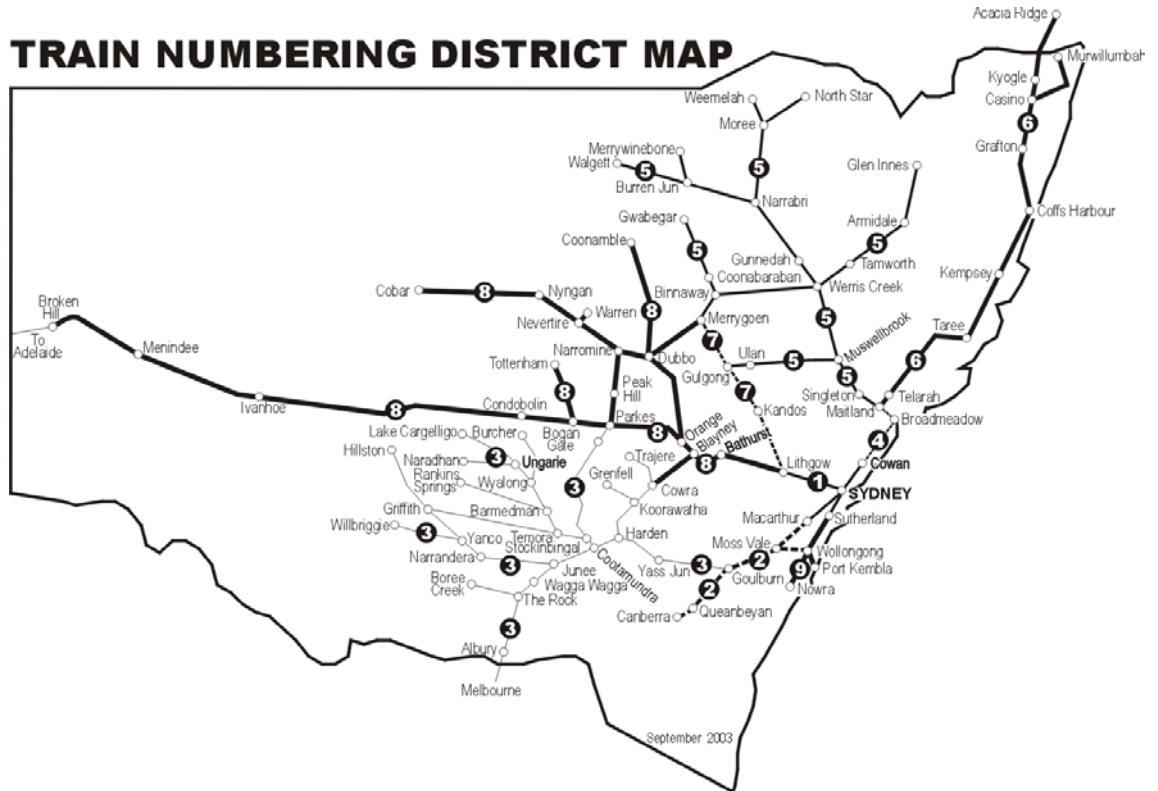 TRAIN NUMBERING DISTRICT MAP
Acacia Ridge
Murwillumbah
Kyogle
Casino
6
Grafton
Coffs Harbour
Weemelah
North Star
Moree
Merrywinebone
Walgett
5
5
Burren Jun
Glen Innes
Narrabri
Gwabegar
Armidale
Coonamble
5
5
Gunnedah
Tamworth
Coonabaraban
Kempsey
Werris Creek
Cobar
8
Nyngan
Binnaway
Broken
Hill
To
Adelaide
Warren
8
Nevertire
Merrygoen
5
Muswellbrook
Taree
Menindee
Narromine
Dubbo
7
Ulan
5
6
Tottenham
Gulgong
5
Peak
Hill
8
7
Singleton
Telarah
Ivanhoe
8
Condobolin
Maitland
Kandos
Broadmeadow
Bogan
Gate
Parkes
8
Orange
Blayney
Bathurst
Lake Cargelligo
Burcher
4
Hillston
3
Ungarie
Trajere
8
Lithgow
Cowan
Naradhan
Rankins
Springs
Wyalong
Grenfell
1
3
Cowra
SYDNEY
Griffith
Barmedman
Koorawatha
Macarthur
Sutherland
Willbriggie
3
Yanco
Temora
Stockinbingal
Harden
Moss Vale
Wollongong
Narrandera
3
Junee
Cootamundra
Yass Jun
3
2
Goulburn
9
Port Kembla
Boree
Creek
Wagga Wagga
The Rock
2
Nowra
Canberra
Queanbeyan
3
Albury
Melbourne
September 2003